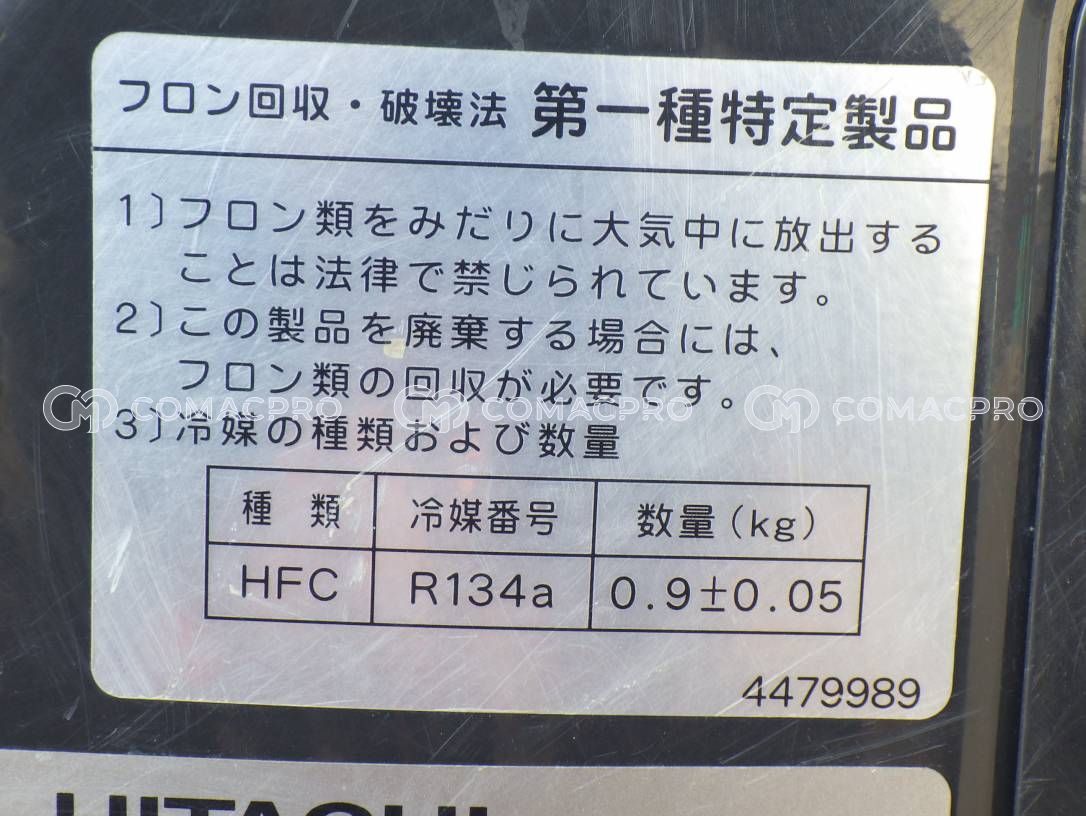 フロン回収・破壊法 第一種特定製品
1)フロン類をみだりに大気中に放出する
ことは法律で禁じられています。
2)この製品を廃棄する場合には、
フロン類の回収が必要です。
COMACPRO COMACPRO COMACPRO
3)冷媒の種類および数量
種 類 冷媒番号 数量(kg)
HFC R134a 0.9±0.05
4479989
HITACHI